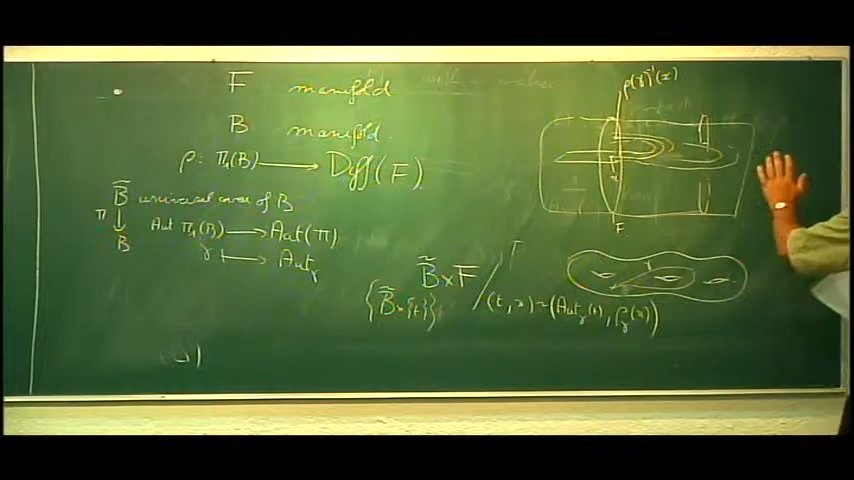 F manifold
B manifold.
ρ: Π₁(B) ⟶ Diff(F)
B̃ universal cover of B
Π ↓
B
Aut Π₁(B) ⟶ Aut(Π)
γ ⟼ Aut_γ
B̃×F / (t,x)~(Aut_γ(t), ρ_γ(x))
{B̃×{t}}
ρ(γ)⁻¹(x)
F